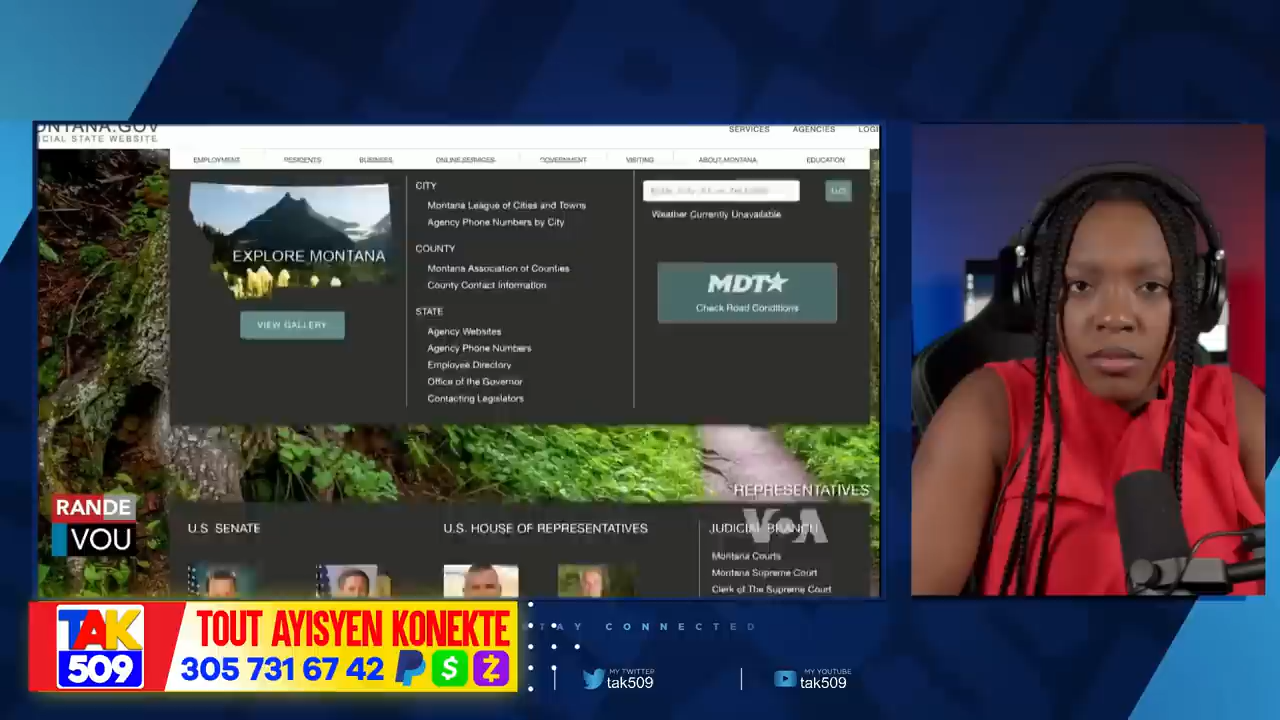 ONTANA.GOV
ICIAL STATE WEBSITE
SERVICES AGENCIES LOGI
EMPLOYMENT RESIDENTS BUSINESS ONLINE SERVICES GOVERNMENT VISITING ABOUT MONTANA EDUCATION
EXPLORE MONTANA
VIEW GALLERY
CITY
Montana League of Cities and Towns
Agency Phone Numbers by City
COUNTY
Montana Association of Counties
County Contact Information
STATE
Agency Websites
Agency Phone Numbers
Employee Directory
Office of the Governor
Contacting Legislators
Weather Currently Unavailable
MDT
Check Road Conditions
REPRESENTATIVES
U.S. SENATE
U.S. HOUSE OF REPRESENTATIVES
JUDICIAL BRANCH
VOA
Montana Courts
Montana Supreme Court
Clerk of The Supreme Court
RANDE
VOU
TAK
509
TOUT AYISYEN KONEKTE
305 731 67 42
TAY CONNECTED
MY TWITTER
tak509
MY YOUTUBE
tak509